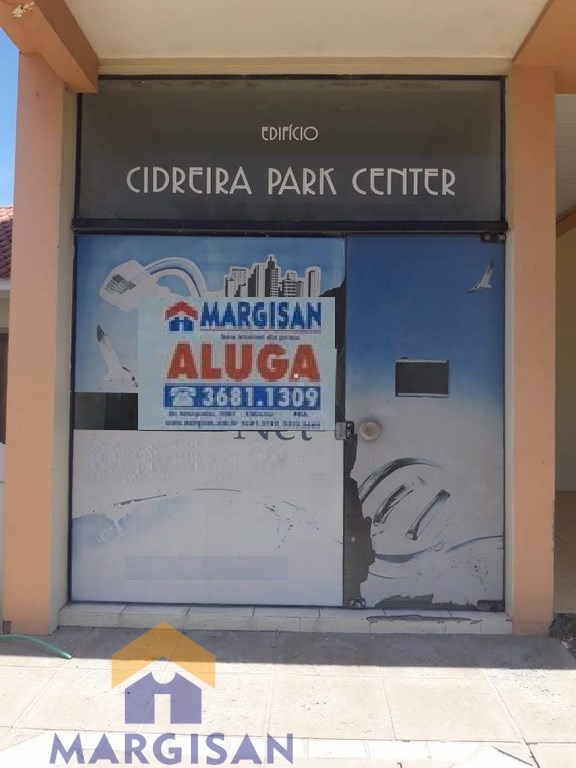 EDIFÍCIO
CIDREIRA PARK CENTER
MARGISAN
ALUGA
3681.1309
Net
MARGISAN